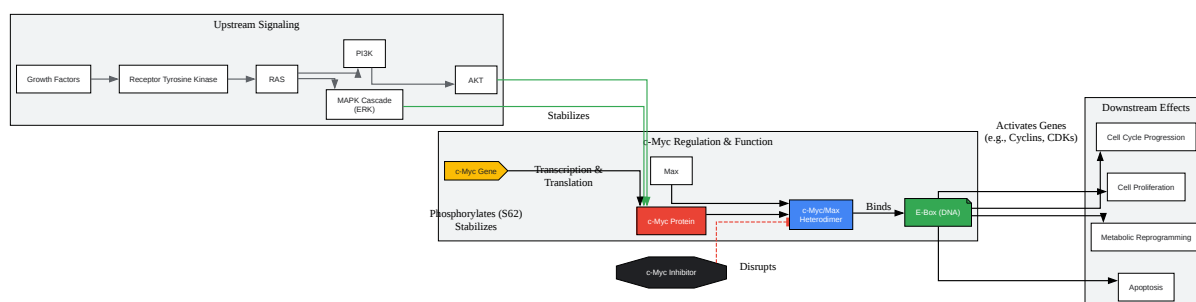 Upstream Signaling
Growth Factors
Receptor Tyrosine Kinase
RAS
PI3K
MAPK Cascade
(ERK)
AKT
Stabilizes
c-Myc Regulation & Function
c-Myc Gene
Transcription &
Translation
Max
Phosphorylates (S62)
Stabilizes
c-Myc Protein
c-Myc/Max
Heterodimer
Binds
E-Box (DNA)
c-Myc Inhibitor
Disrupts
Activates Genes
(e.g., Cyclins, CDKs)
Downstream Effects
Cell Cycle Progression
Cell Proliferation
Metabolic Reprogramming
Apoptosis